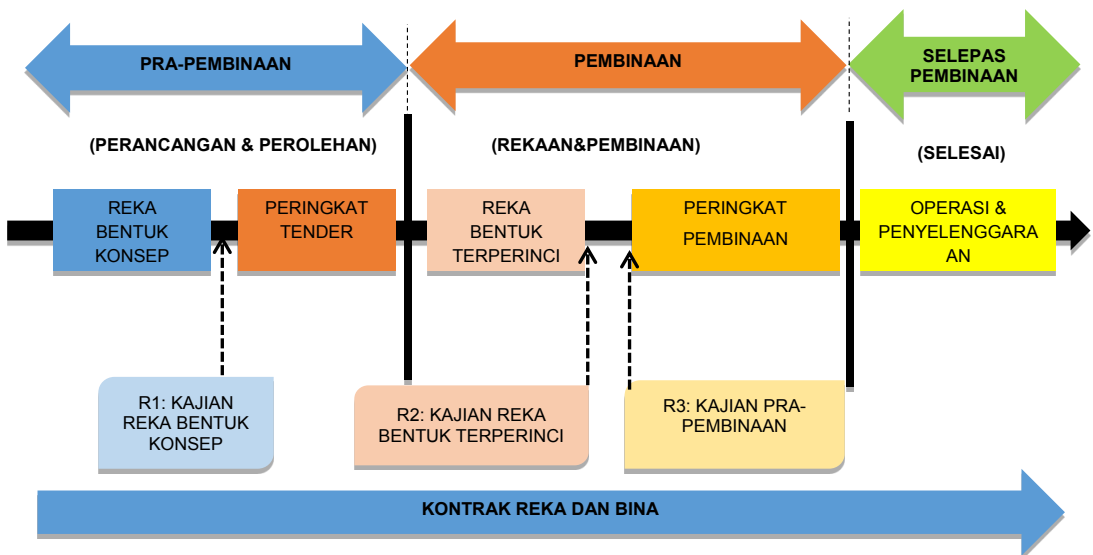 PRA-PEMBINAAN
PEMBINAAN
SELEPAS
PEMBINAAN
(PERANCANGAN & PEROLEHAN)
(REKAAN&PEMBINAAN)
(SELESAI)
REKA
BENTUK
KONSEP
PERINGKAT
TENDER
REKA
BENTUK
TERPERINCI
PERINGKAT
PEMBINAAN
OPERASI &
PENYELENGGARA
AN
R1: KAJIAN
REKA BENTUK
KONSEP
R2: KAJIAN REKA
BENTUK TERPERINCI
R3: KAJIAN PRA-
PEMBINAAN
KONTRAK REKA DAN BINA